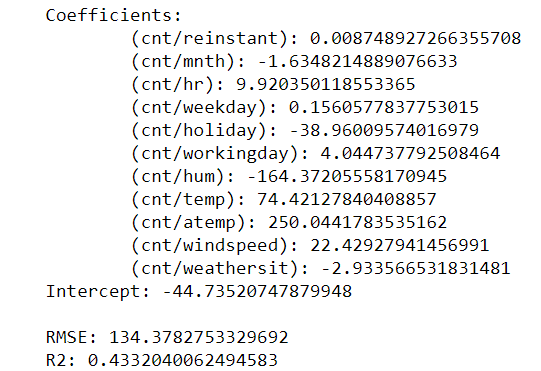 Coefficients:
(cnt/reinstant): 0.008748927266355708
(cnt/mnth): -1.6348214889076633
(cnt/hr): 9.920350118553365
(cnt/weekday): 0.1560577837753015
(cnt/holiday): -38.96009574016979
(cnt/workingday): 4.044737792508464
(cnt/hum): -164.37205558170945
(cnt/temp): 74.42127840408857
(cnt/atemp): 250.0441783535162
(cnt/windspeed): 22.42927941456991
(cnt/weathersit): -2.933566531831481
Intercept: -44.73520747879948
RMSE: 134.3782753329692
R2: 0.4332040062494583